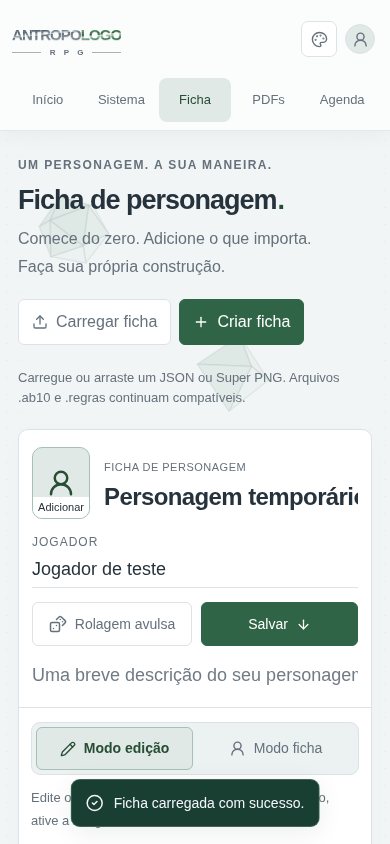 ANTROPOLOGO
RPG
Início Sistema Ficha PDFs Agenda
UM PERSONAGEM. A SUA MANEIRA.
Ficha de personagem.
Comece do zero. Adicione o que importa.
Faça sua própria construção.
Carregar ficha Criar ficha
Carregue ou arraste um JSON ou Super PNG. Arquivos
.ab10 e .regras continuam compatíveis.
FICHA DE PERSONAGEM
Personagem temporári
Adicionar
JOGADOR
Jogador de teste
Rolagem avulsa Salvar
Uma breve descrição do seu personagem
Modo edição Modo ficha
Ficha carregada com sucesso.
Edite o
ative a